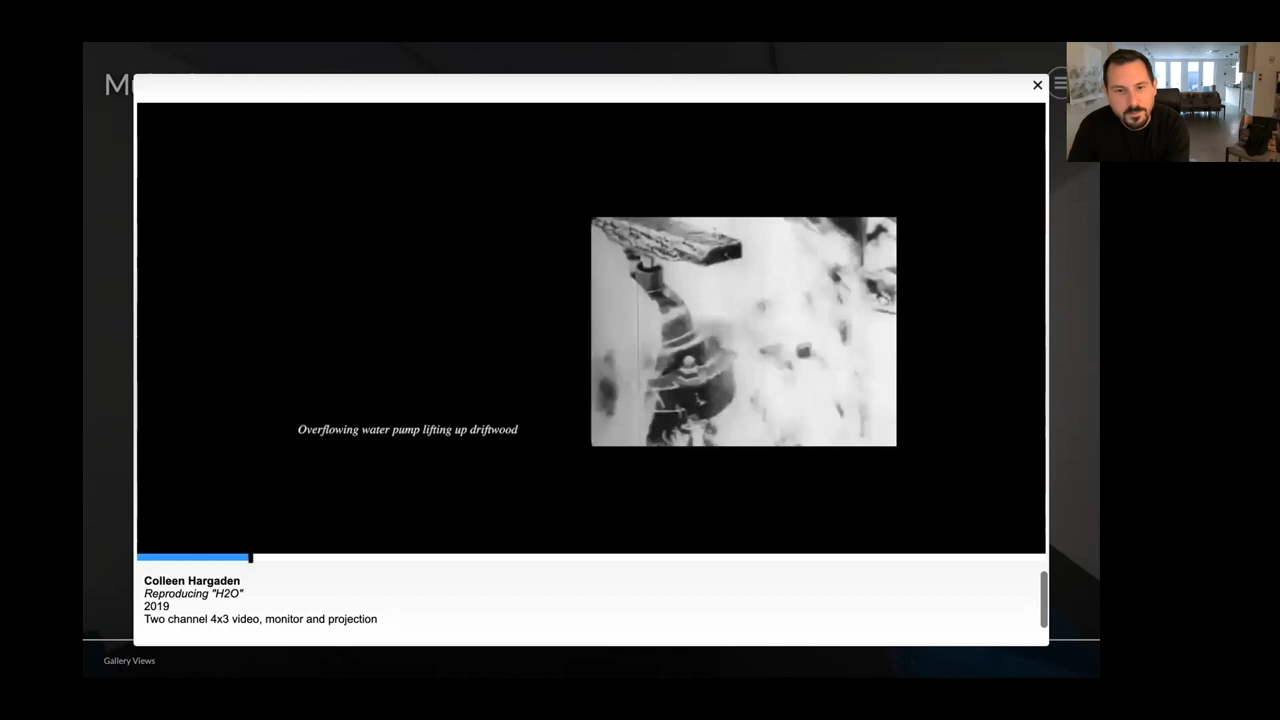 Overflowing water pump lifting up driftwood
Colleen Hargaden
Reproducing "H2O"
2019
Two channel 4x3 video, monitor and projection
Gallery Views